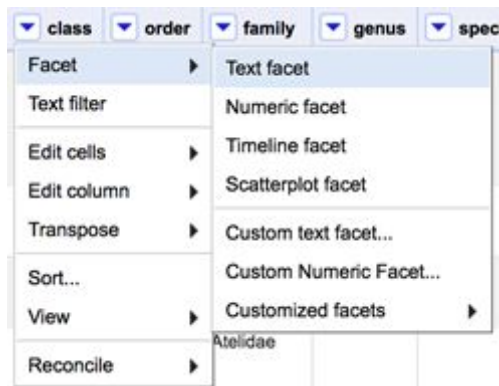 class order family genus spec
Facet
Text filter
Edit cells
Edit column
Transpose
Sort...
View
Reconcile
Text facet
Numeric facet
Timeline facet
Scatterplot facet
Custom text facet...
Custom Numeric Facet...
Customized facets
Atelidae